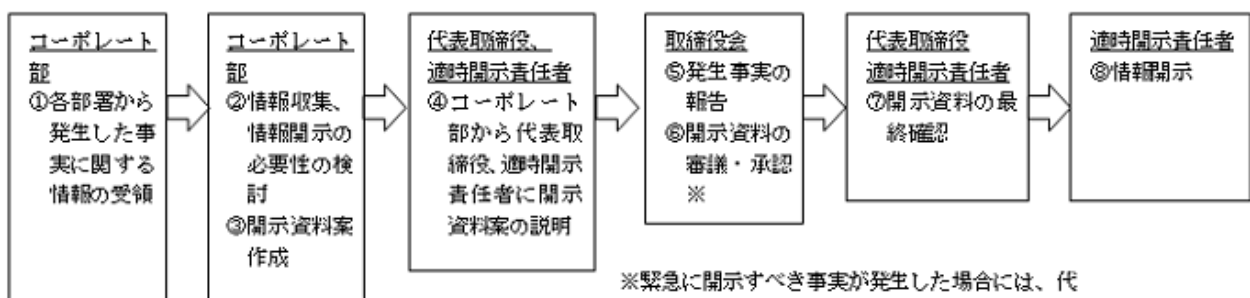 コーポレート
部
①各部署から
発生した事
実に関する
情報の受領
コーポレート
部
②情報収集、
情報開示の
必要性の検
討
③開示資料案
作成
代表取締役、
適時開示責任者
④コーポレート
部から代表取
締役、適時開示
責任者に開示
資料案の説明
取締役会
⑤発生事実の
報告
⑥開示資料の
審議・承認
※
代表取締役
適時開示責任者
⑦開示資料の最
終確認
適時開示責任者
⑧情報開示
※緊急に開示すべき事実が発生した場合には、代